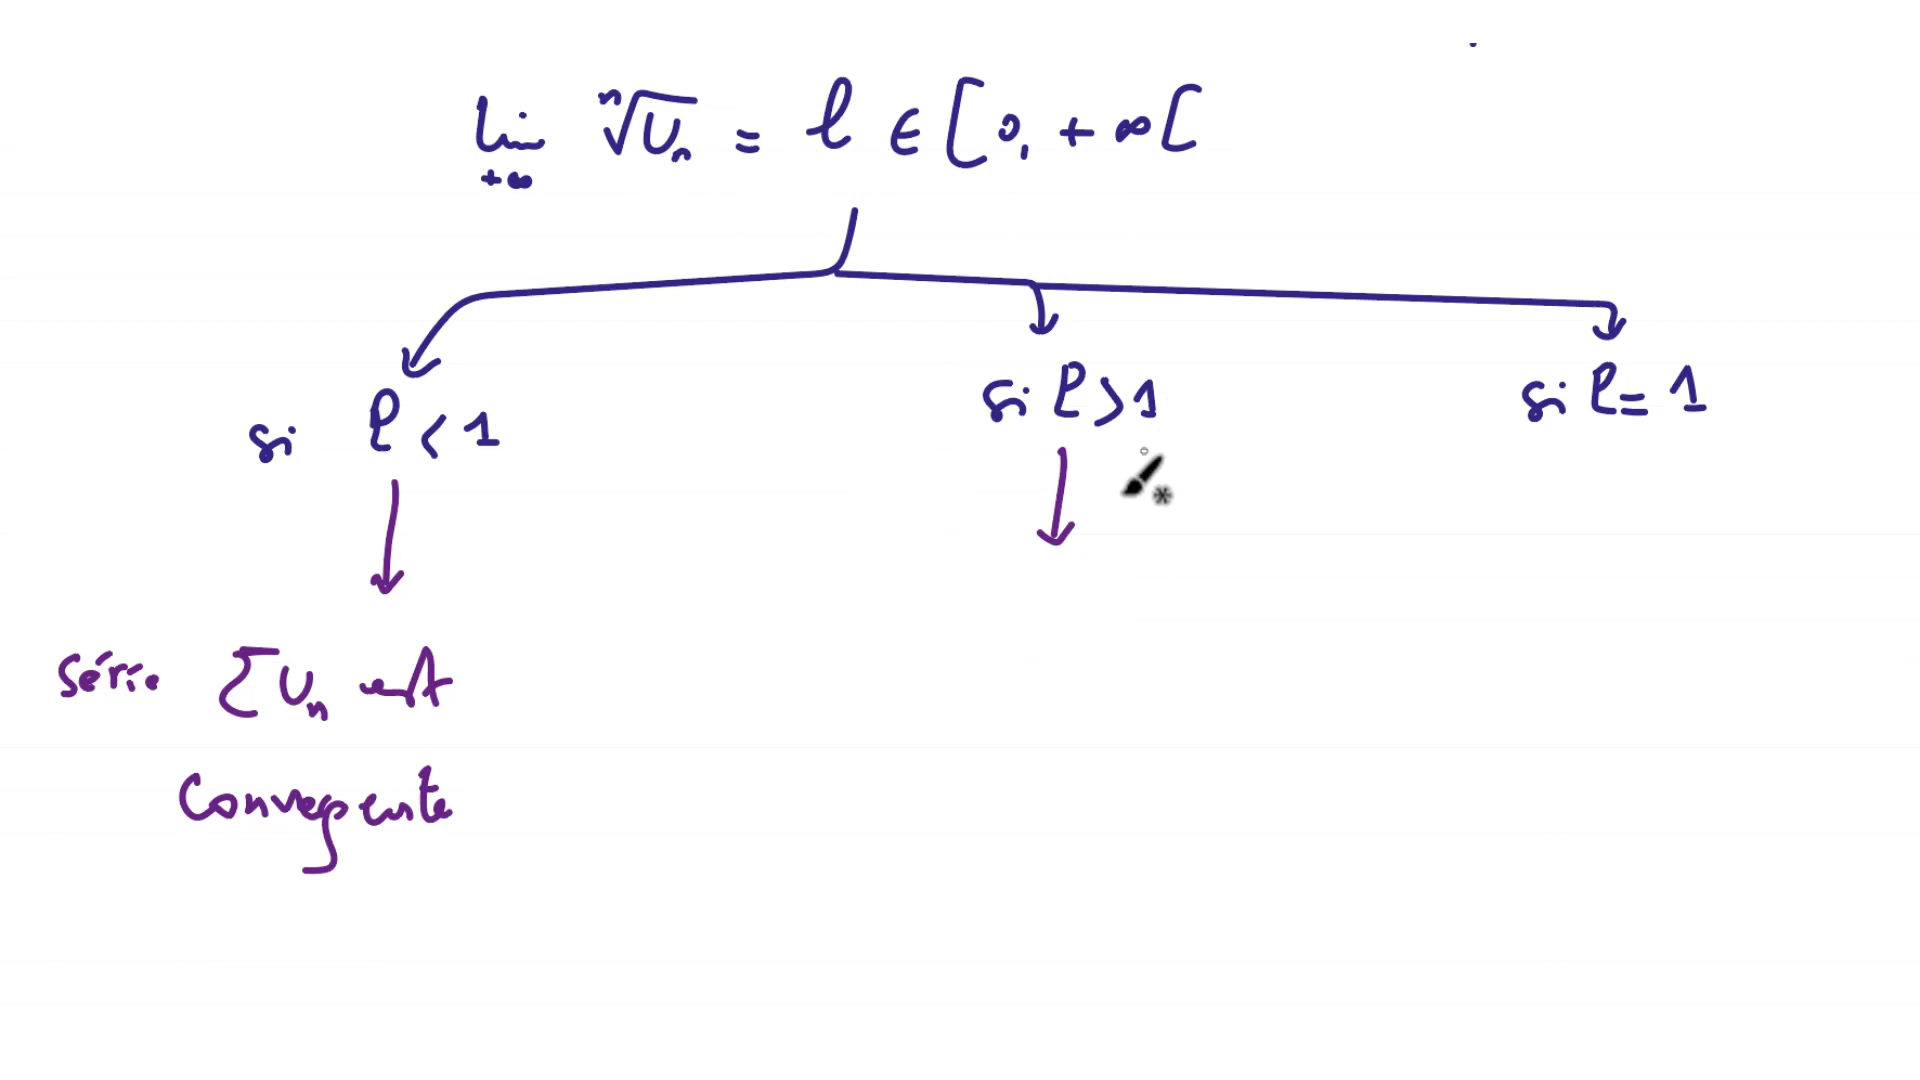 lim ⁿ√Un = ℓ ∈ [0, +∞[
+∞
si ℓ < 1 si ℓ > 1 si ℓ = 1
série ΣUn est
Convergente